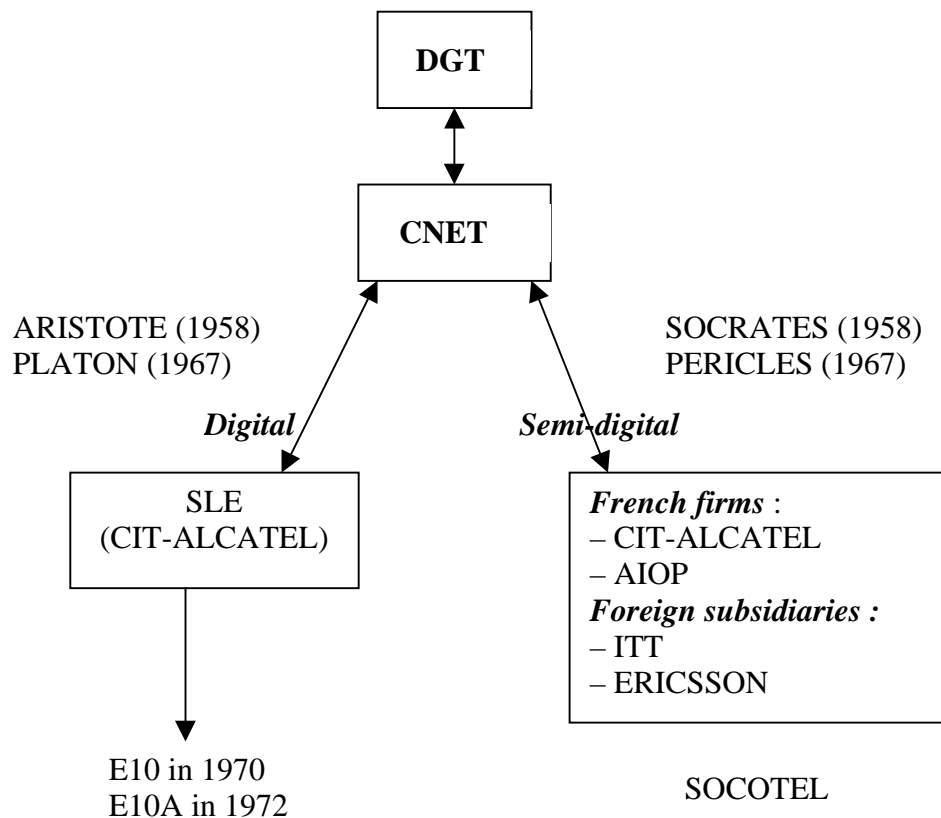 DGT
CNET
ARISTOTE (1958)
PLATON (1967)
SOCRATES (1958)
PERICLES (1967)
Digital
Semi-digital
SLE
(CIT-ALCATEL)
French firms :
– CIT-ALCATEL
– AIOP
Foreign subsidiaries :
– ITT
– ERICSSON
E10 in 1970
E10A in 1972
SOCOTEL